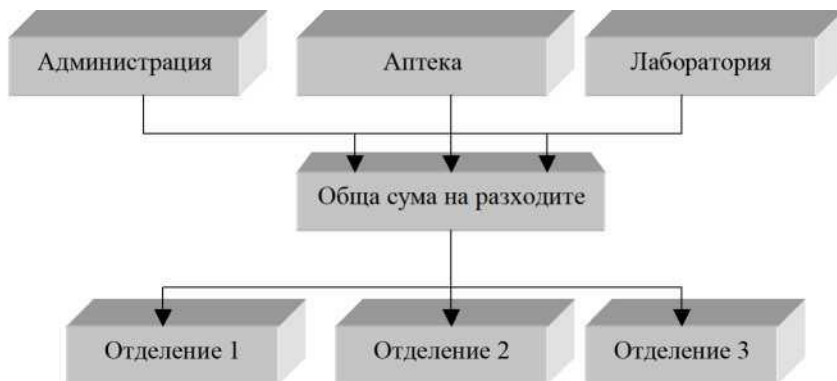 Администрация
Аптека
Лаборатория
Обща сума на разходите
Отделение 1
Отделение 2
Отделение 3